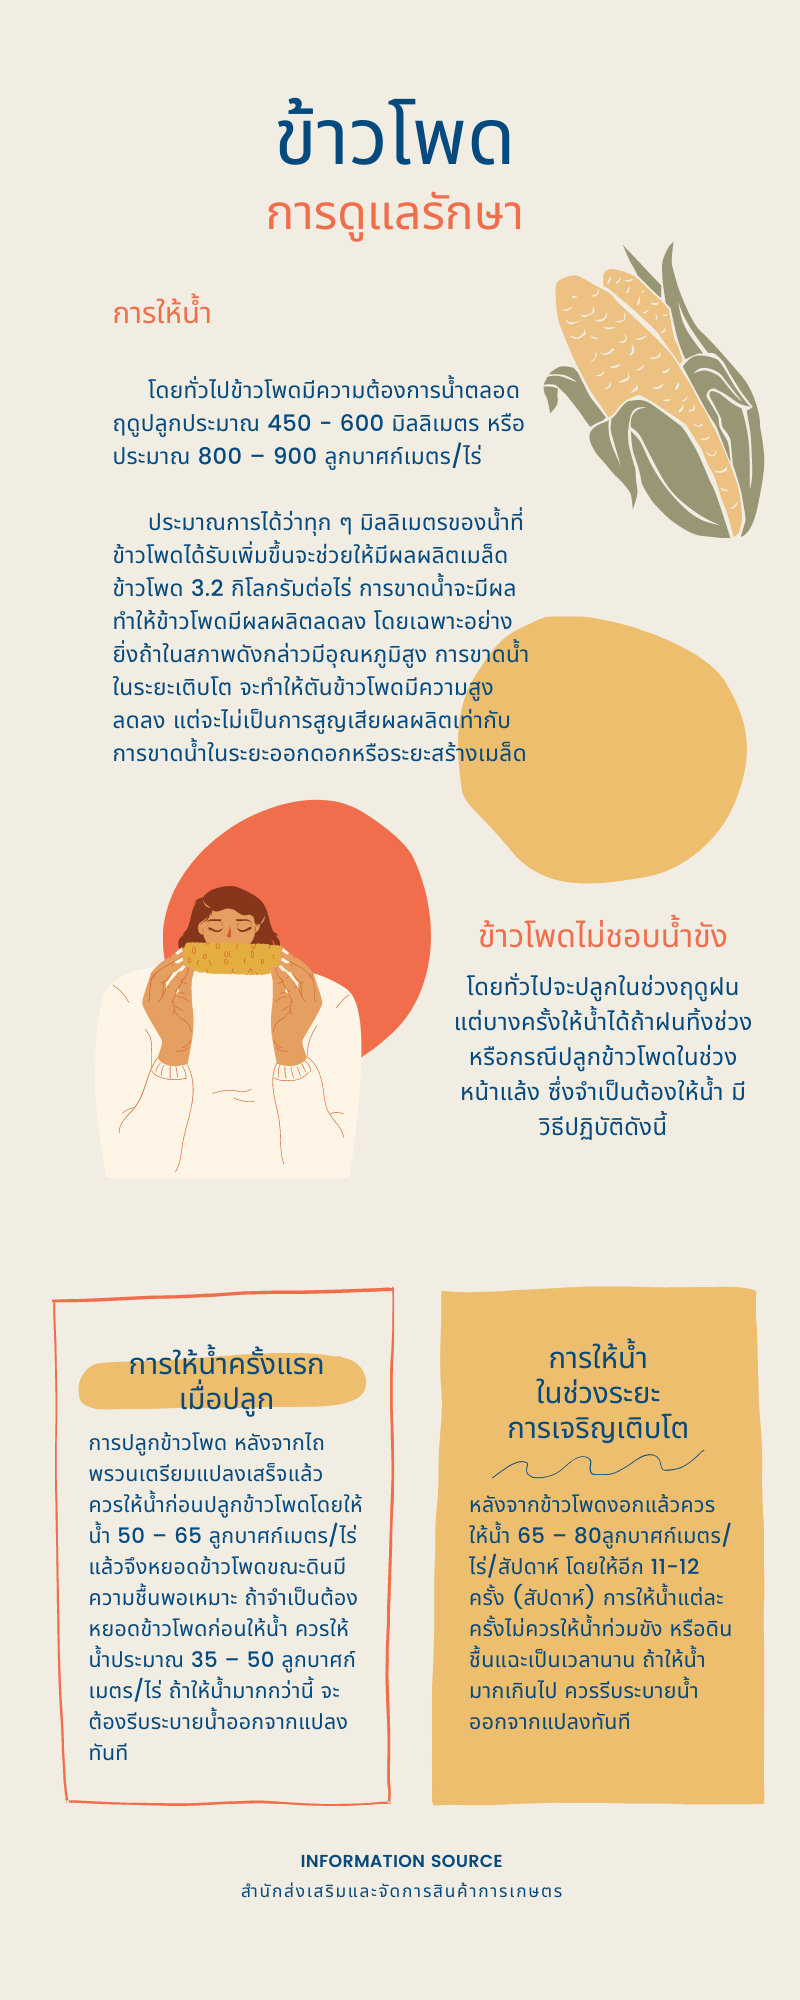 ข้าวโพด
การดูแลรักษา
การให้น้ำ
โดยทั่วไปข้าวโพดมีความต้องการน้ำตลอด
ฤดูปลูกประมาณ 450 - 600 มิลลิเมตร หรือ
ประมาณ 800 – 900 ลูกบาศก์เมตร/ไร่
ประมาณการได้ว่าทุก ๆ มิลลิเมตรของน้ำที่
ข้าวโพดได้รับเพิ่มขึ้นจะช่วยให้มีผลผลิตเมล็ด
ข้าวโพด 3.2 กิโลกรัมต่อไร่ การขาดน้ำจะมีผล
ทำให้ข้าวโพดมีผลผลิตลดลง โดยเฉพาะอย่าง
ยิ่งถ้าในสภาพดังกล่าวมีอุณหภูมิสูง การขาดน้ำ
ในระยะเติบโต จะทำให้ตันข้าวโพดมีความสูง
ลดลง แต่จะไม่เป็นการสูญเสียผลผลิตเท่ากับ
การขาดน้ำในระยะออกดอกหรือระยะสร้างเมล็ด
ข้าวโพดไม่ชอบน้ำขัง
โดยทั่วไปจะปลูกในช่วงฤดูฝน
แต่บางครั้งให้น้ำได้ถ้าฝนทิ้งช่วง
หรือกรณีปลูกข้าวโพดในช่วง
หน้าแล้ง ซึ่งจำเป็นต้องให้น้ำ มี
วิธีปฏิบัติดังนี้
การให้น้ำครั้งแรก
เมื่อปลูก
การปลูกข้าวโพด หลังจากไถ
พรวนเตรียมแปลงเสร็จแล้ว
ควรให้น้ำก่อนปลูกข้าวโพดโดยให้
น้ำ 50 – 65 ลูกบาศก์เมตร/ไร่
แล้วจึงหยอดข้าวโพดขณะดินมี
ความชื้นพอเหมาะ ถ้าจำเป็นต้อง
หยอดข้าวโพดก่อนให้น้ำ ควรให้
น้ำประมาณ 35 – 50 ลูกบาศก์
เมตร/ไร่ ถ้าให้น้ำมากกว่านี้ จะ
ต้องรีบระบายน้ำออกจากแปลง
ทันที
การให้น้ำ
ในช่วงระยะ
การเจริญเติบโต
หลังจากข้าวโพดงอกแล้วควร
ให้น้ำ 65 – 80ลูกบาศก์เมตร/
ไร่/สัปดาห์ โดยให้อีก 11-12
ครั้ง (สัปดาห์) การให้น้ำแต่ละ
ครั้งไม่ควรให้น้ำท่วมขัง หรือดิน
ชื้นแฉะเป็นเวลานาน ถ้าให้น้ำ
มากเกินไป ควรรีบระบายน้ำ
ออกจากแปลงทันที
INFORMATION SOURCE
สำนักส่งเสริมและจัดการสินค้าการเกษตร